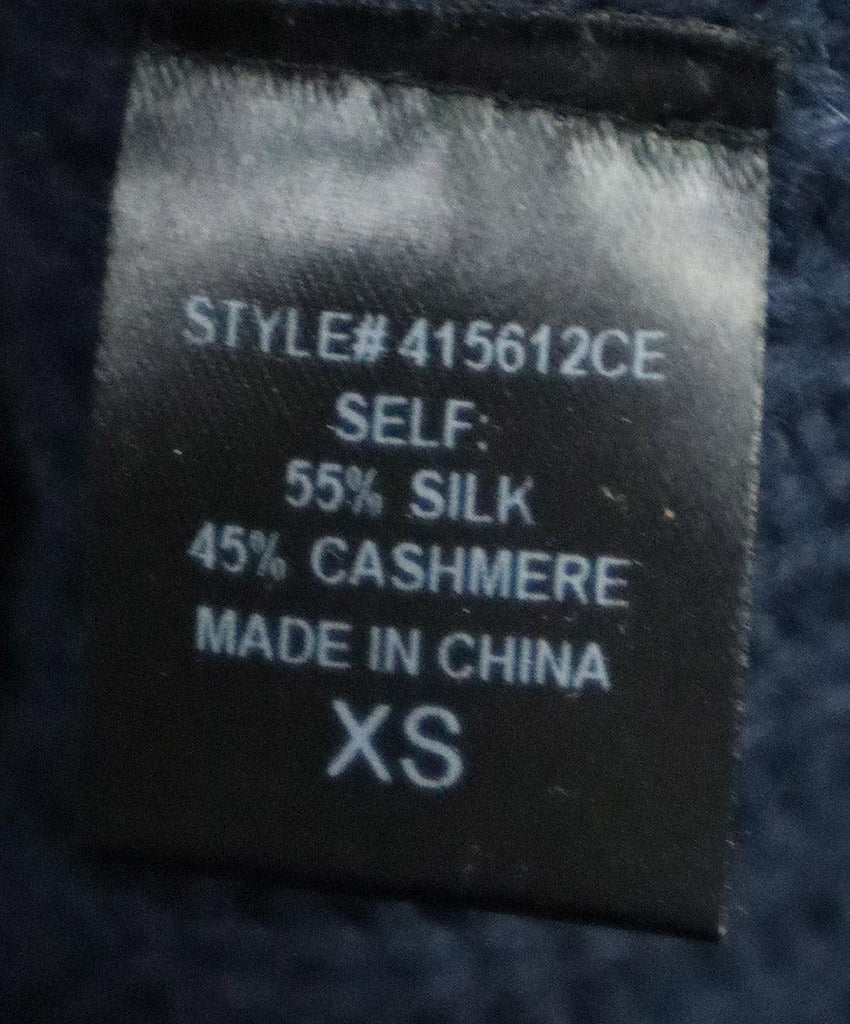 STYLE# 415612CE
SELF:
55% SILK
45% CASHMERE
MADE IN CHINA
XS